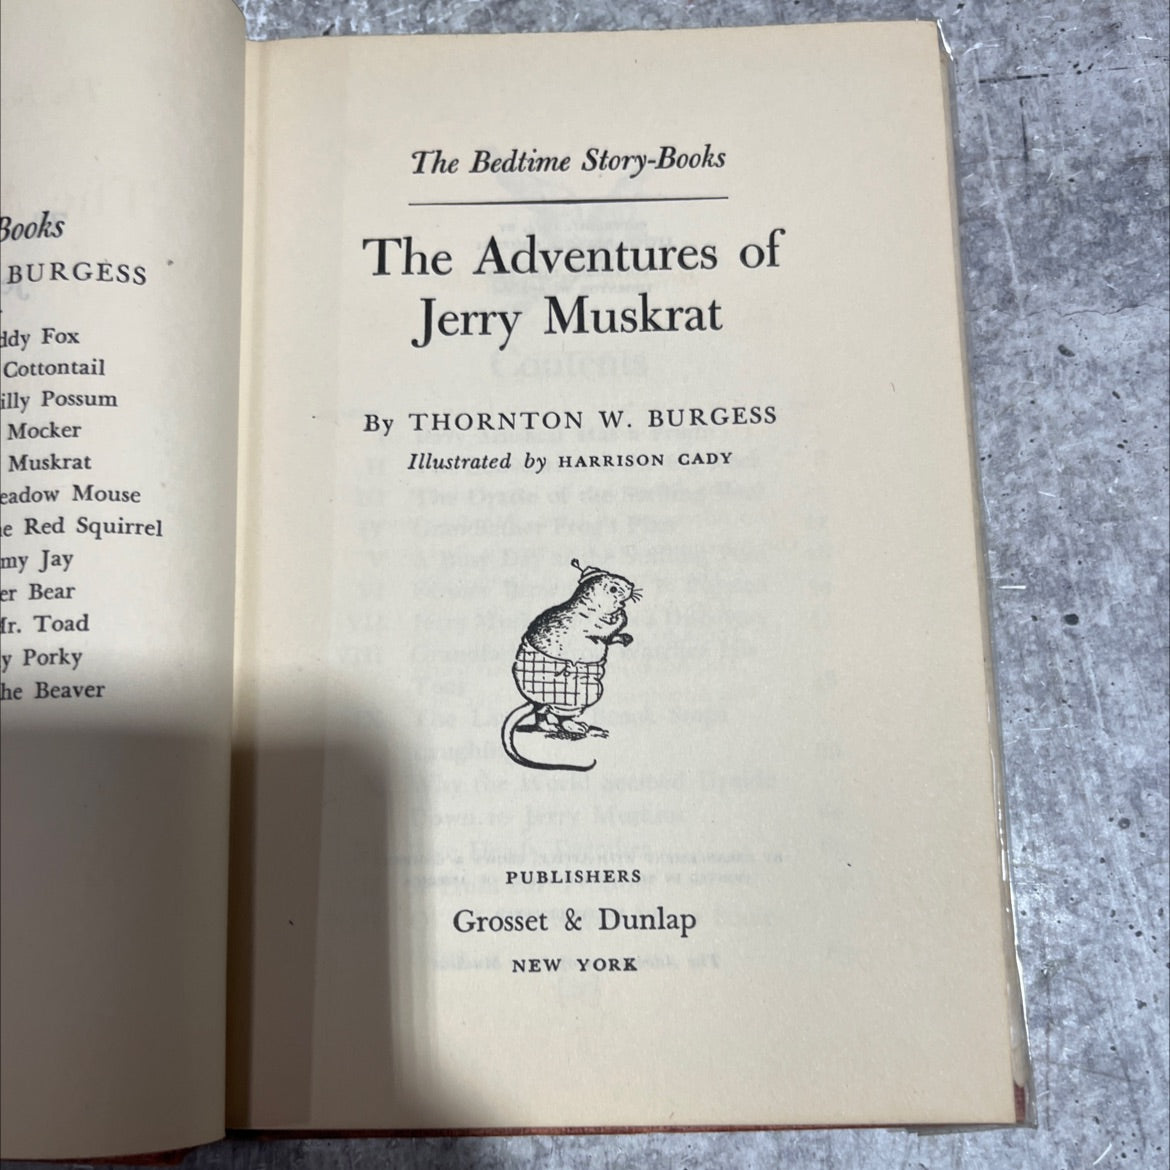 Books
BURGESS
ddy Fox
Cottontail
illy Possum
Mocker
Muskrat
eadow Mouse
e Red Squirrel
my Jay
er Bear
Mr. Toad
y Porky
he Beaver
The Bedtime Story-Books
The Adventures of
Jerry Muskrat
By THORNTON W. BURGESS
Illustrated by HARRISON CADY
PUBLISHERS
Grosset & Dunlap
NEW YORK